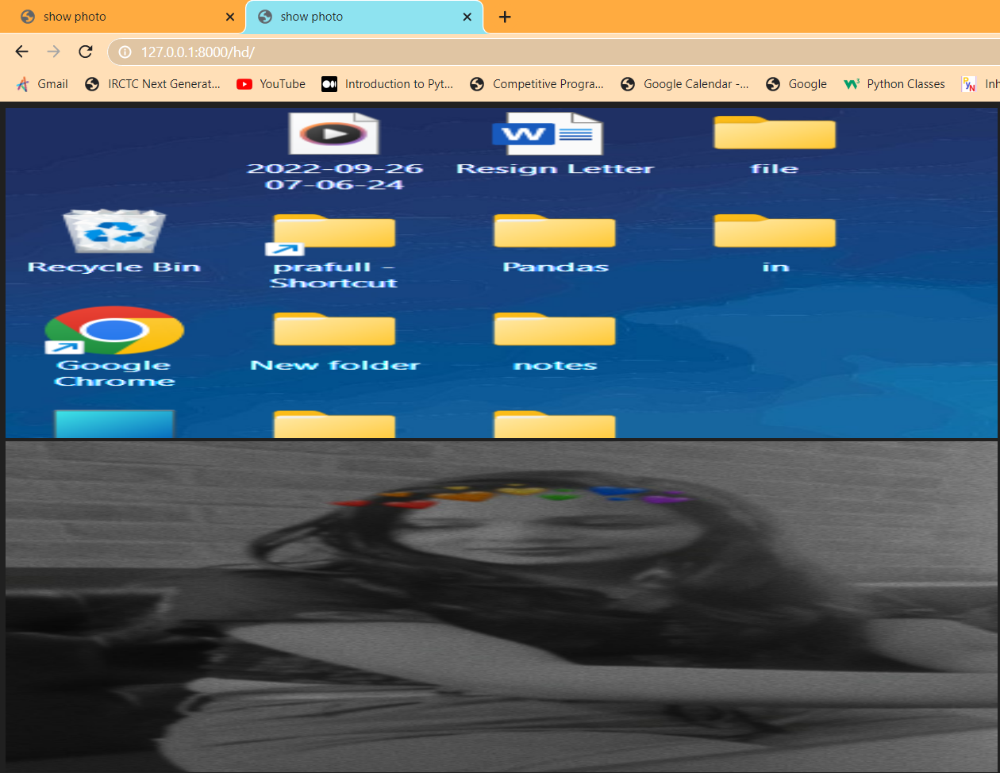 show photo
show photo
127.0.0.1:8000/hd/
Gmail
IRCTC Next Generat...
YouTube
Introduction to Pyt...
Competitive Progra...
Google Calendar -...
Google
Python Classes
Inh
2022-09-26
07-06-24
Resign Letter
file
Recycle Bin
prafull -
Shortcut
Pandas
in
Google
Chrome
New folder
notes